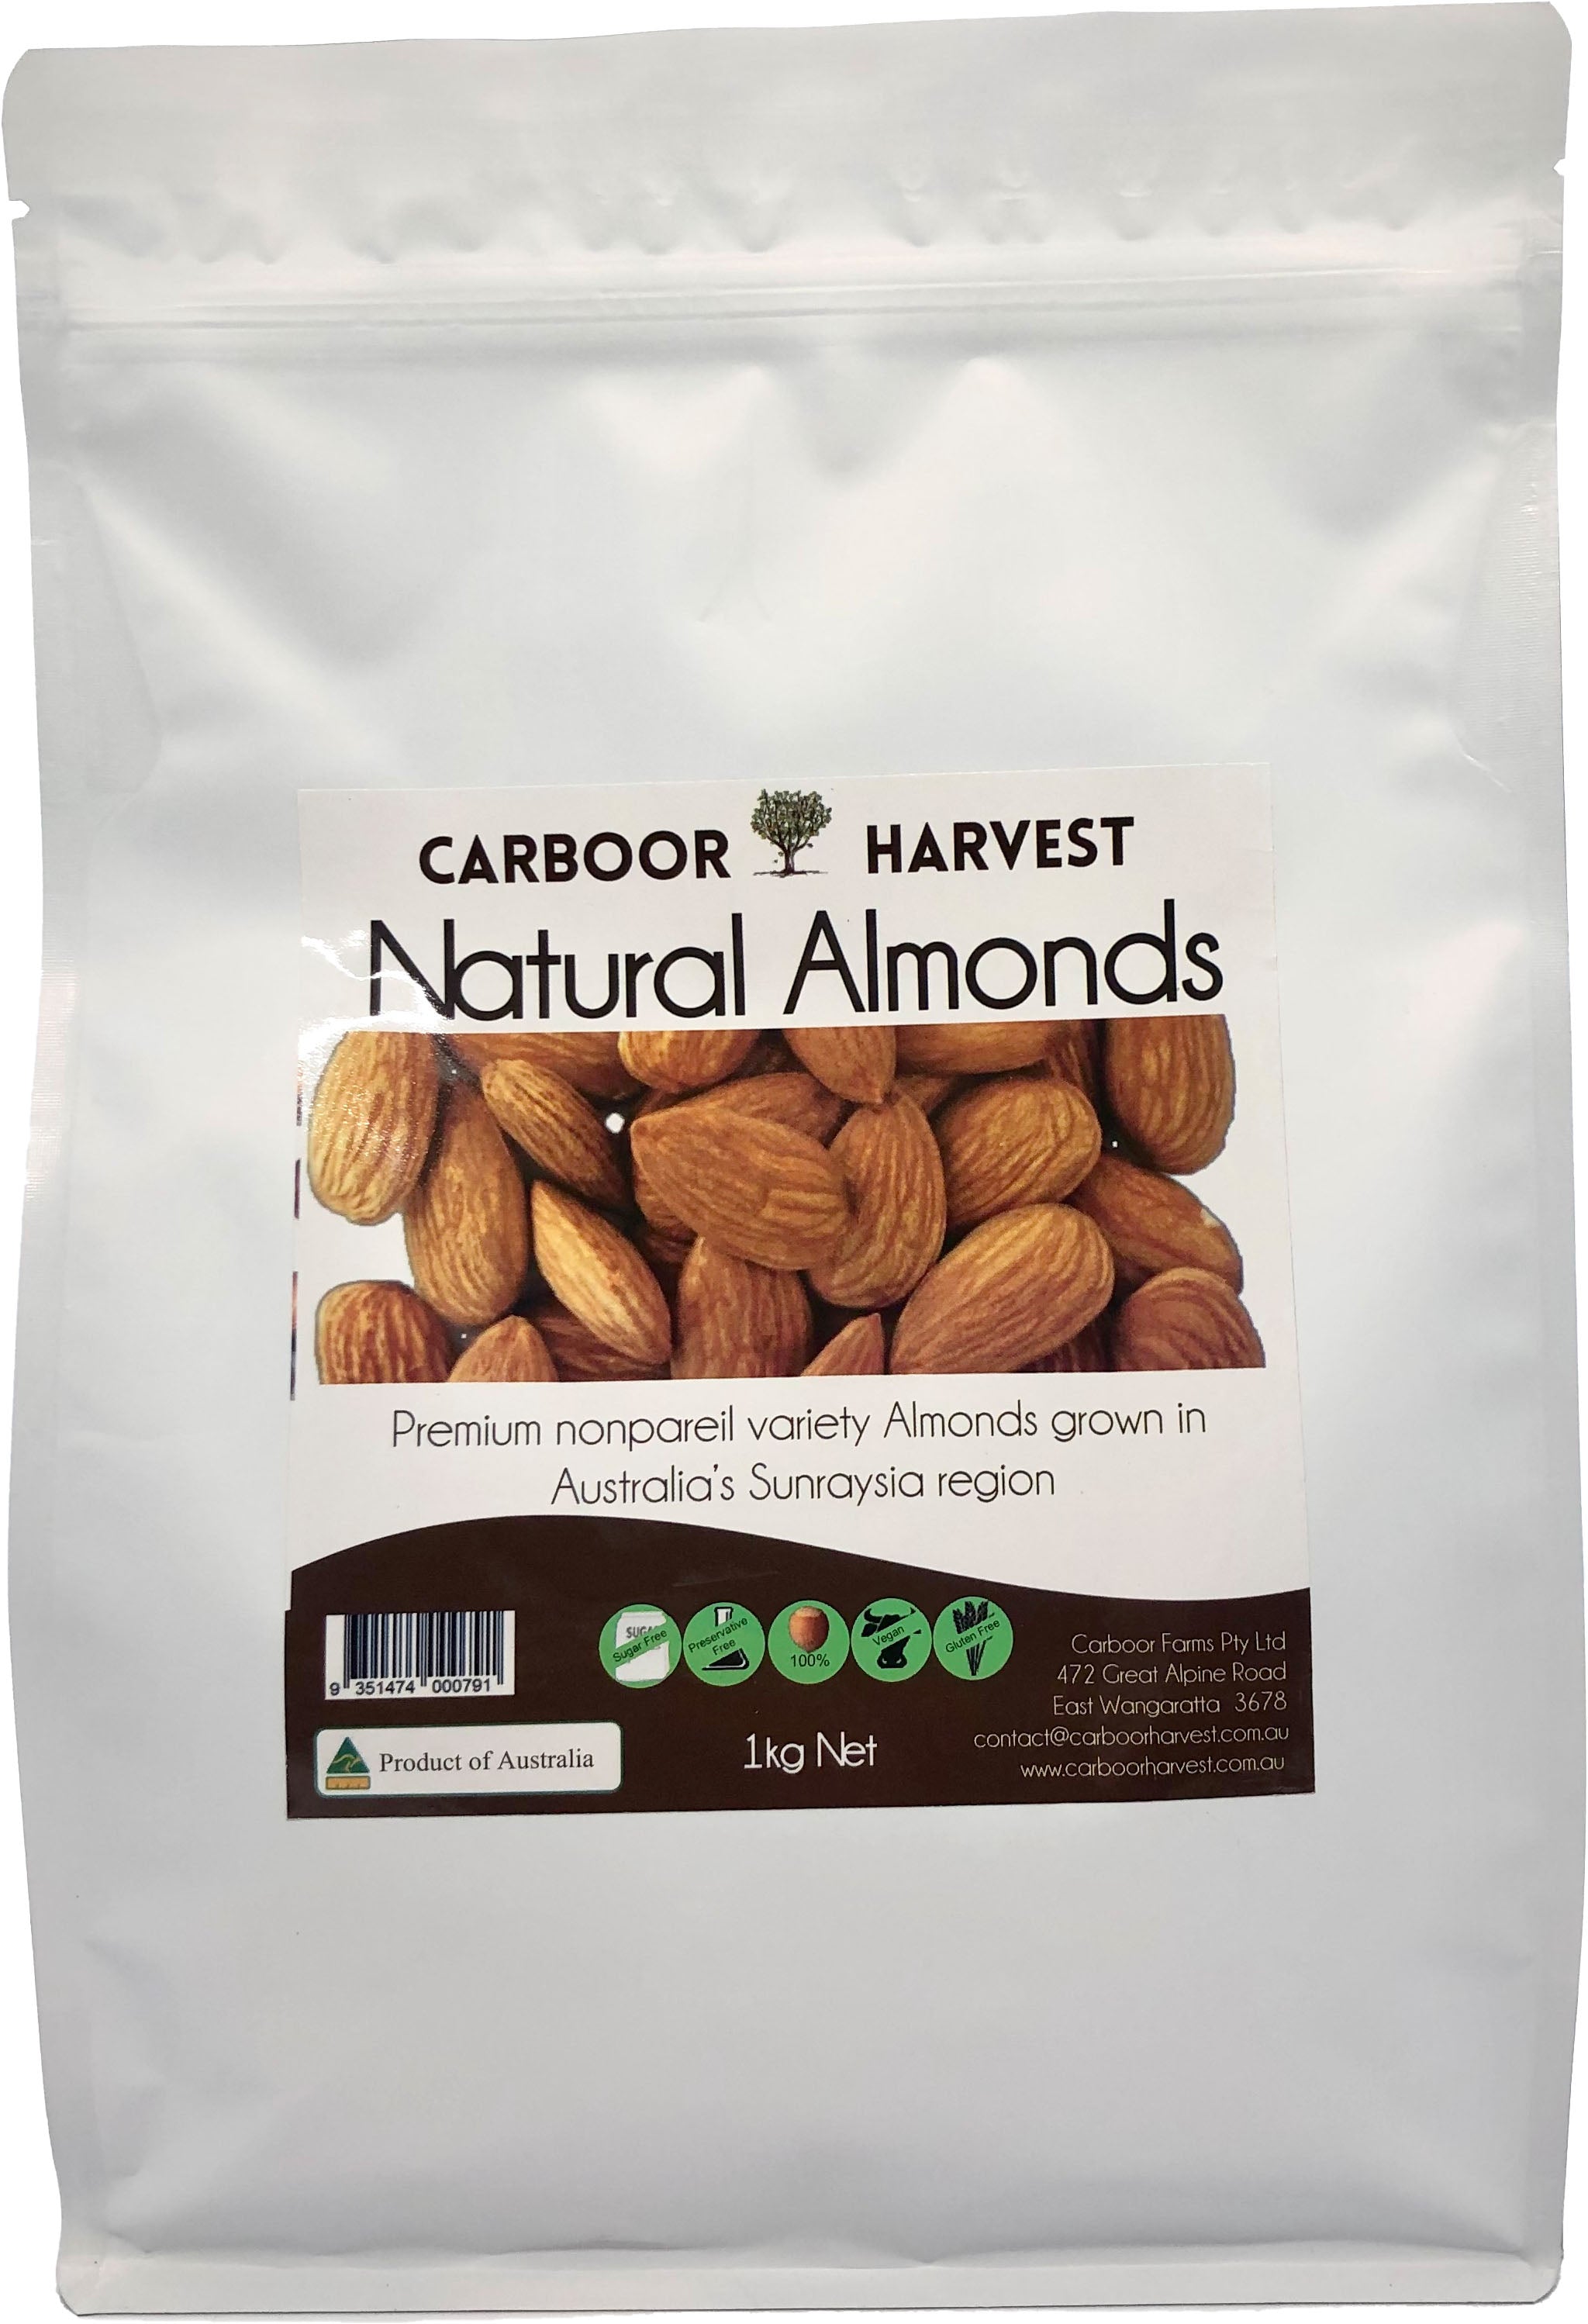 CARBOOR HARVEST
Natural Almonds
Premium nonpareil variety Almonds grown in
Australia's Sunraysia region
9 351474 000791
SUGAR
Sugar Free
Preservative
Free
100%
Vegan
Gluten Free
Product of Australia
1kg Net
Carboor Farms Pty Ltd
472 Great Alpine Road
East Wangaratta 3678
contact@carboorharvest.com.au
www.carboorharvest.com.au